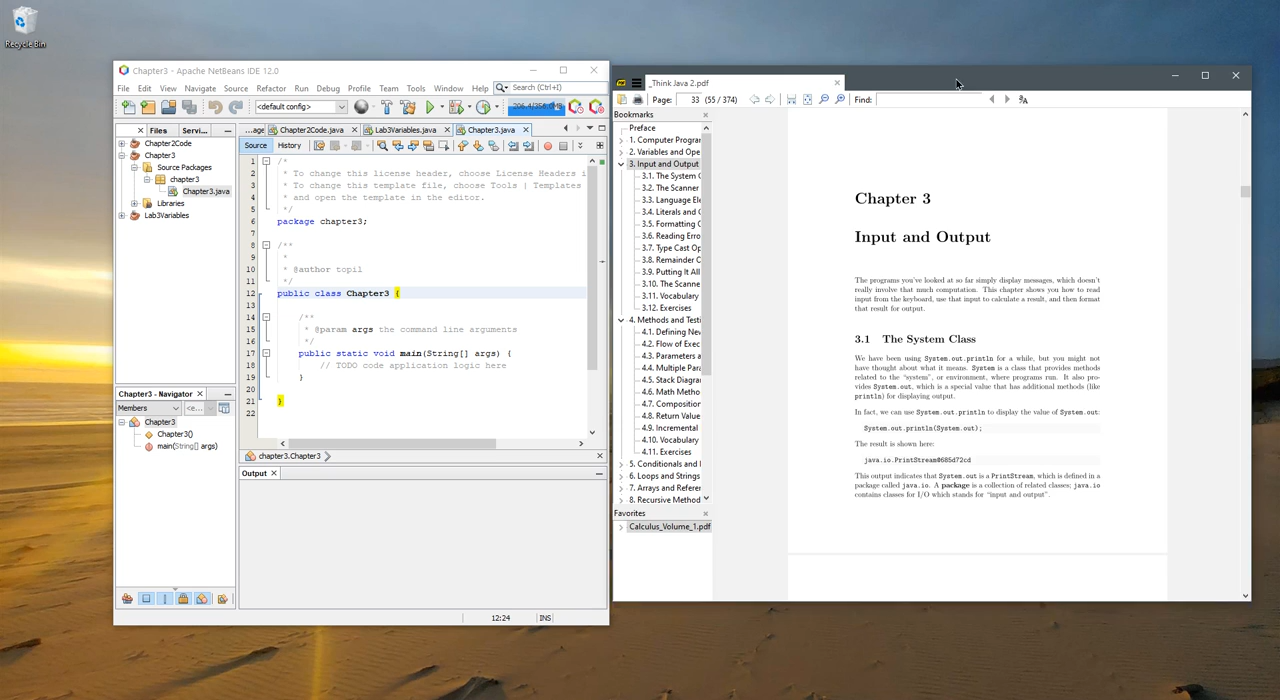 Recycle Bin
Chapter3 - Apache NetBeans IDE 12.0
File Edit View Navigate Source Refactor Run Debug Profile Team Tools Window Help Search (Ctrl+I)
<default config> 206.4/356.0MB
Files Servi...
Chapter2Code
Chapter3
Source Packages
chapter3
Chapter3.java
Libraries
Lab3Variables
Chapter3 - Navigator
Members <e...
Chapter3
Chapter3()
main(String[] args)
...age Chapter2Code.java Lab3Variables.java Chapter3.java
Source History
1 /*
2 * To change this license header, choose License Headers i
3 * To change this template file, choose Tools | Templates
4 * and open the template in the editor.
5 */
6 package chapter3;
7
8 /**
9 *
10 * @author topil
11 */
12 public class Chapter3 {
13
14 /**
15 * @param args the command line arguments
16 */
17 public static void main(String[] args) {
18 // TODO code application logic here
19 }
20
21 }
22
chapter3.Chapter3
Output
12:24 INS
_Think Java 2.pdf
Page: 33 (55 / 374) Find:
Bookmarks
Preface
1. Computer Progra
2. Variables and Ope
3. Input and Output
3.1. The System C
3.2. The Scanner
3.3. Language Ele
3.4. Literals and C
3.5. Formatting O
3.6. Reading Erro
3.7. Type Cast Op
3.8. Remainder O
3.9. Putting It All
3.10. The Scanne
3.11. Vocabulary
3.12. Exercises
4. Methods and Testi
4.1. Defining New
4.2. Flow of Exec
4.3. Parameters a
4.4. Multiple Para
4.5. Stack Diagra
4.6. Math Metho
4.7. Composition
4.8. Return Value
4.9. Incremental
4.10. Vocabulary
4.11. Exercises
5. Conditionals and l
6. Loops and Strings
7. Arrays and Refere
8. Recursive Method
Favorites
Calculus_Volume_1.pdf
Chapter 3
Input and Output
The programs you've looked at so far simply display messages, which doesn't
really involve that much computation. This chapter shows you how to read
input from the keyboard, use that input to calculate a result, and then format
that result for output.
3.1 The System Class
We have been using System.out.println for a while, but you might not
have thought about what it means. System is a class that provides methods
related to the "system", or environment, where programs run. It also pro-
vides System.out, which is a special value that has additional methods (like
println) for displaying output.
In fact, we can use System.out.println to display the value of System.out:
System.out.println(System.out);
The result is shown here:
java.io.PrintStream@685d72cd
This output indicates that System.out is a PrintStream, which is defined in a
package called java.io. A package is a collection of related classes; java.io
contains classes for I/O which stands for "input and output".